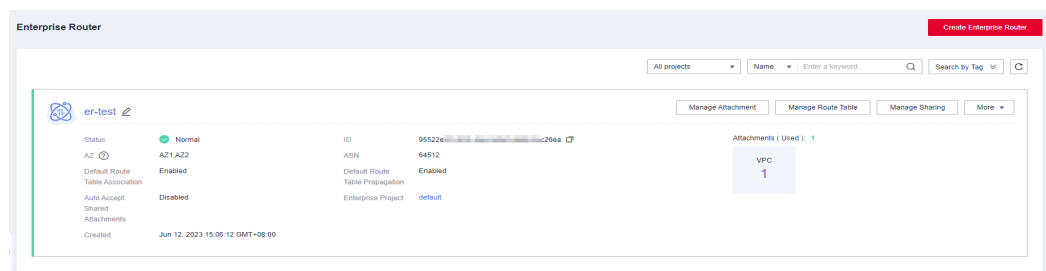 Enterprise Router
Create Enterprise Router
All projects
Name
Enter a keyword.
Search by Tag
er-test
Manage Attachment
Manage Route Table
Manage Sharing
More
Status
Normal
ID
95522e
c26ea
Attachments ( Used ): 1
AZ
AZ1,AZ2
ASN
64512
VPC
1
Default Route
Table Association
Enabled
Default Route
Table Propagation
Enabled
Auto Accept
Shared
Attachments
Disabled
Enterprise Project
default
Created
Jun 12, 2023 15:06:12 GMT+08:00